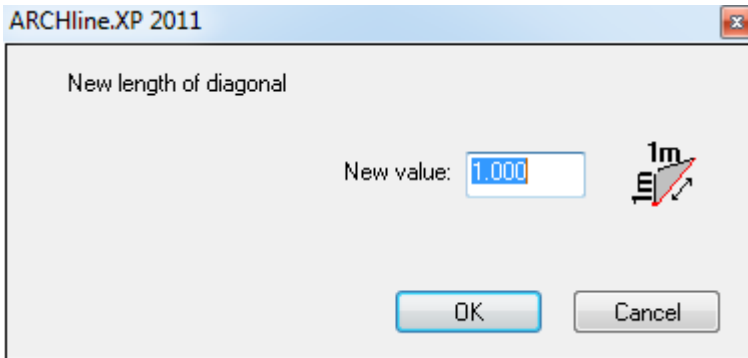 ARCHline.XP 2011
New length of diagonal
New value: 1.000
1m
1m
OK Cancel